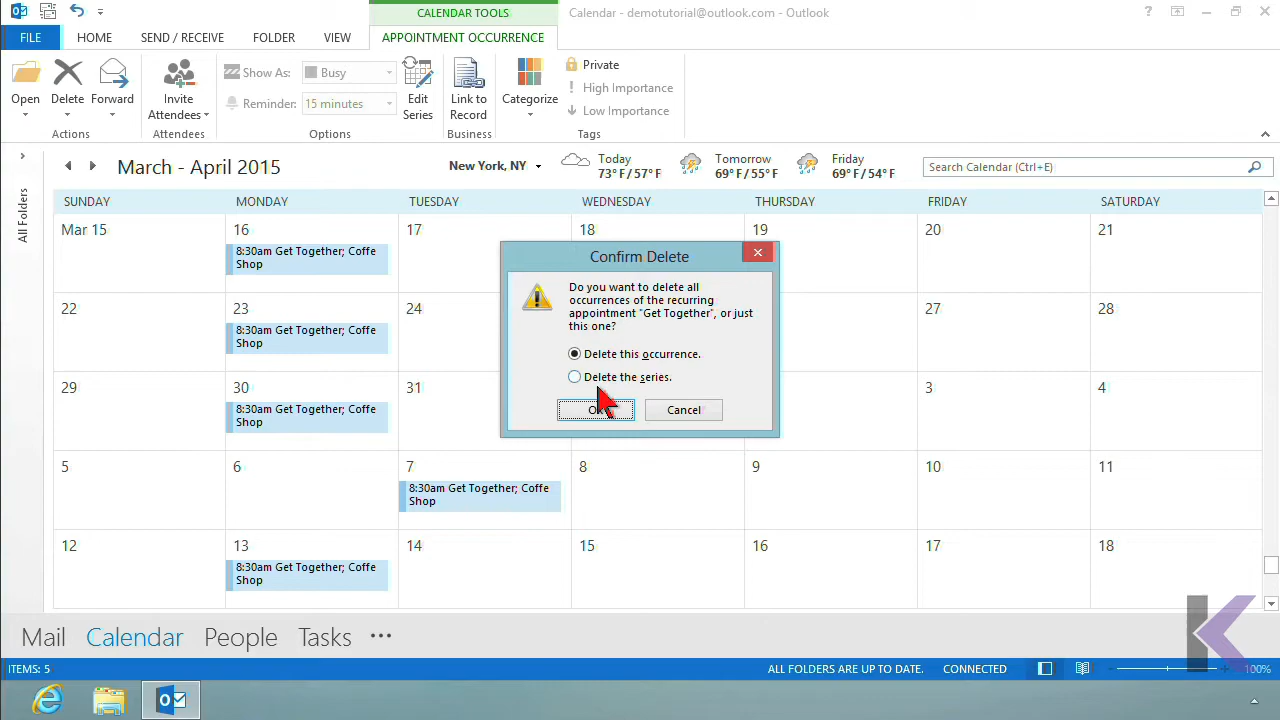 CALENDAR TOOLS
Calendar - demotutorial@outlook.com - Outlook
?
FILE
HOME
SEND / RECEIVE
FOLDER
VIEW
APPOINTMENT OCCURRENCE
Open
Delete
Forward
Actions
Invite
Attendees
Attendees
Show As:
Busy
Reminder:
15 minutes
Options
Edit
Series
Link to
Record
Business
Categorize
Private
High Importance
Low Importance
Tags
All Folders
March - April 2015
New York, NY
Today
73° F / 57° F
Tomorrow
69° F / 55° F
Friday
69° F / 54° F
Search Calendar (Ctrl+E)
SUNDAY
MONDAY
TUESDAY
WEDNESDAY
THURSDAY
FRIDAY
SATURDAY
Mar 15
16
8:30am Get Together; Coffe
Shop
17
18
19
20
21
22
23
8:30am Get Together; Coffe
Shop
24
27
28
29
30
8:30am Get Together; Coffe
Shop
31
3
4
5
6
7
8:30am Get Together; Coffe
Shop
8
9
10
11
12
13
8:30am Get Together; Coffe
Shop
14
15
16
17
18
Confirm Delete
Do you want to delete all
occurrences of the recurring
appointment "Get Together", or just
this one?
Delete this occurrence.
Delete the series.
Cancel
Mail
Calendar
People
Tasks
K
ITEMS: 5
ALL FOLDERS ARE UP TO DATE.
CONNECTED
100%